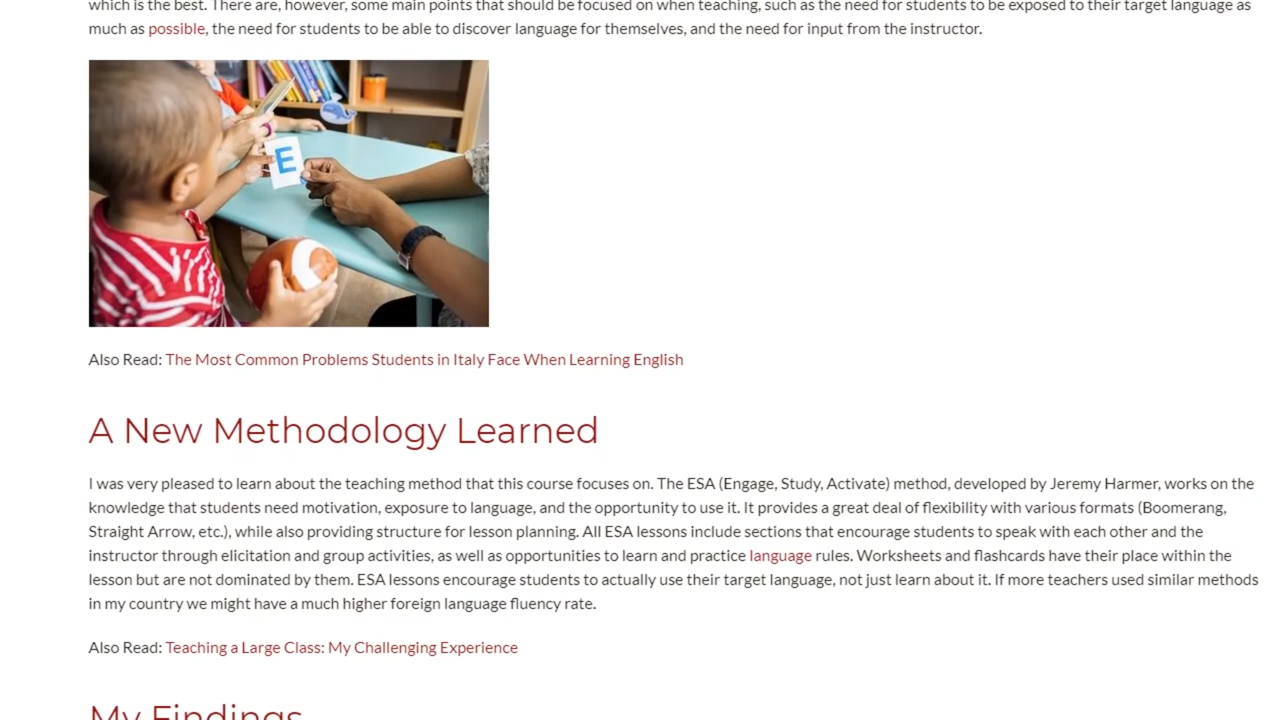 which is the best. There are, however, some main points that should be focused on when teaching, such as the need for students to be exposed to their target language as
much as possible, the need for students to be able to discover language for themselves, and the need for input from the instructor.
E
Also Read: The Most Common Problems Students in Italy Face When Learning English
A New Methodology Learned
I was very pleased to learn about the teaching method that this course focuses on. The ESA (Engage, Study, Activate) method, developed by Jeremy Harmer, works on the
knowledge that students need motivation, exposure to language, and the opportunity to use it. It provides a great deal of flexibility with various formats (Boomerang,
Straight Arrow, etc.), while also providing structure for lesson planning. All ESA lessons include sections that encourage students to speak with each other and the
instructor through elicitation and group activities, as well as opportunities to learn and practice language rules. Worksheets and flashcards have their place within the
lesson but are not dominated by them. ESA lessons encourage students to actually use their target language, not just learn about it. If more teachers used similar methods
in my country we might have a much higher foreign language fluency rate.
Also Read: Teaching a Large Class: My Challenging Experience
My Findings